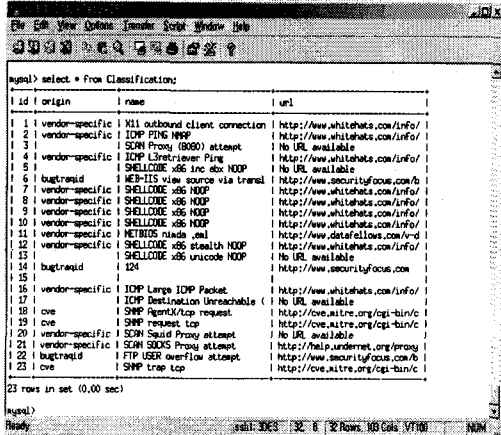 File Edit View Options Transfer Script Window Help
mysql> select * from Classification;
| id | origin | name | url
| 1 | vendor-specific | X11 outbound client connection | http://www.whitehats.com/info/
| 2 | vendor-specific | ICMP PING NMAP | http://www.whitehats.com/info/
| 3 | | SCAN Proxy (8080) attempt | No URL available
| 4 | vendor-specific | ICMP L3retriever Ping | http://www.whitehats.com/info/
| 5 | | SHELLCODE x86 inc ebx NOOP | No URL available
| 6 | bugtraqid | WEB-IIS view source via transl | http://www.securityfocus.com/b
| 7 | vendor-specific | SHELLCODE x86 NOOP | http://www.whitehats.com/info/
| 8 | vendor-specific | SHELLCODE x86 NOOP | http://www.whitehats.com/info/
| 9 | vendor-specific | SHELLCODE x86 NOOP | http://www.whitehats.com/info/
| 10 | vendor-specific | SHELLCODE x86 NOOP | http://www.whitehats.com/info/
| 11 | vendor-specific | NETBIOS nimda .eml | http://www.datafellows.com/v-d
| 12 | vendor-specific | SHELLCODE x86 stealth NOOP | http://www.whitehats.com/info/
| 13 | | SHELLCODE x86 unicode NOOP | No URL available
| 14 | bugtraqid | 124 | http://www.securityfocus.com
| 15 | | |
| 16 | vendor-specific | ICMP Large ICMP Packet | http://www.whitehats.com/info/
| 17 | | ICMP Destination Unreachable ( | No URL available
| 18 | cve | SNMP AgentX/tcp request | http://cve.mitre.org/cgi-bin/c
| 19 | cve | SNMP request tcp | http://cve.mitre.org/cgi-bin/c
| 20 | vendor-specific | SCAN Squid Proxy attempt | No URL available
| 21 | vendor-specific | SCAN SOCKS Proxy attempt | http://help.undernet.org/proxy
| 22 | bugtraqid | FTP USER overflow attempt | http://www.securityfocus.com/b
| 23 | cve | SNMP trap tcp | http://cve.mitre.org/cgi-bin/c
23 rows in set (0.00 sec)
mysql>
Ready ssh1: 3DES 32, 8 32 Rows, 103 Cols VT100 NUM